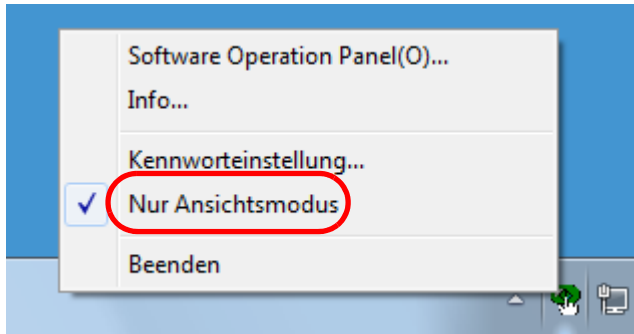 Software Operation Panel(O)...
Info...
Kennworteinstellung...
Nur Ansichtsmodus
Beenden